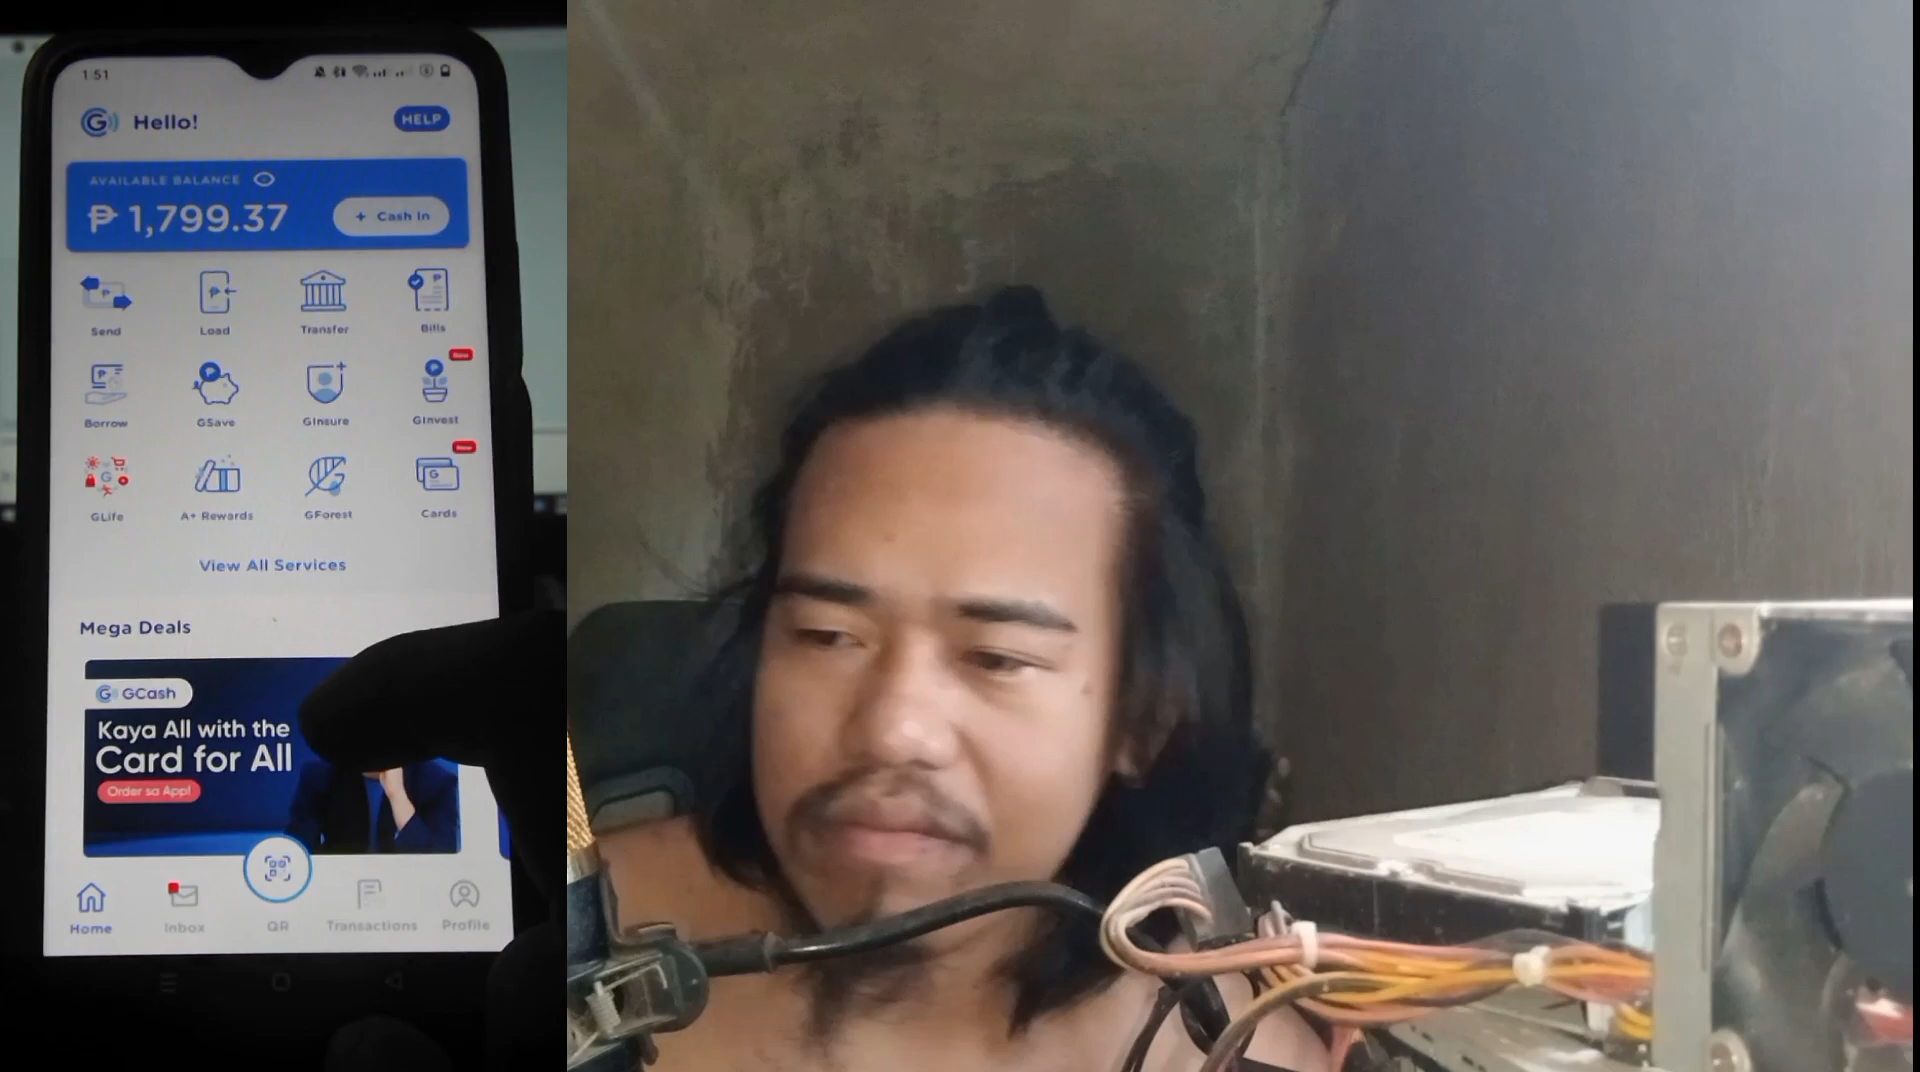 1:51
Hello!
HELP
AVAILABLE BALANCE
₱ 1,799.37
+ Cash In
Send
Load
Transfer
Bills
New
Borrow
GSave
GInsure
GInvest
New
GLife
A+ Rewards
GForest
Cards
View All Services
Mega Deals
GCash
Kaya All with the
Card for All
Order sa App!
Home
Inbox
QR
Transactions
Profile